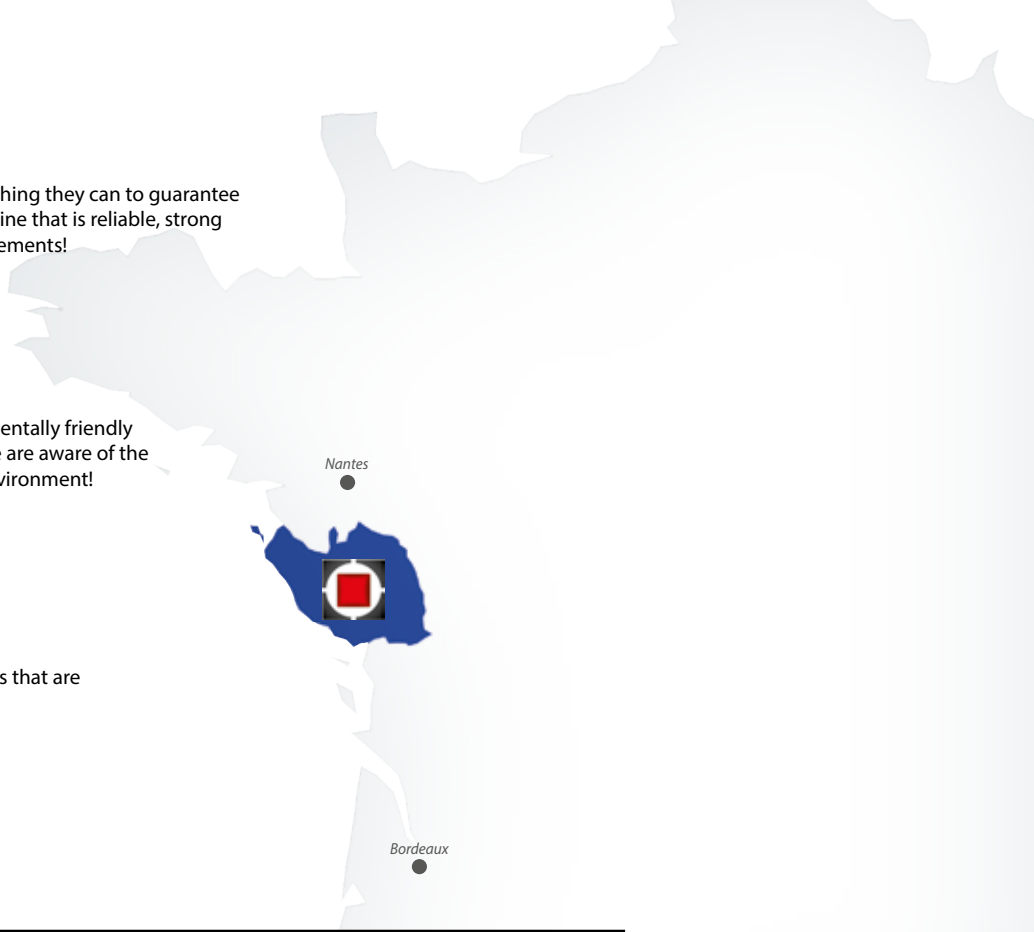 hing they can to guarantee
ine that is reliable, strong
ements!
entally friendly
e are aware of the
vironment!
Nantes
s that are
Bordeaux